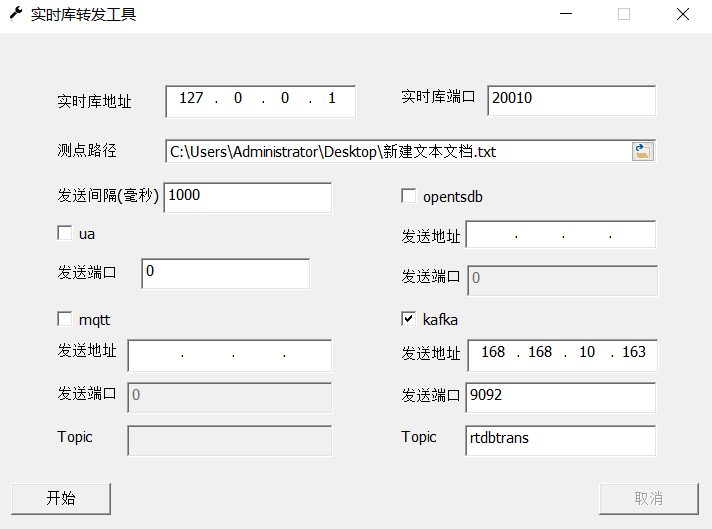 实时库转发工具
实时库地址 127 . 0 . 0 . 1 实时库端口 20010
测点路径 C:\Users\Administrator\Desktop\新建文本文档.txt
发送间隔(毫秒) 1000 opentsdb
ua 发送地址 . . .
发送端口 0 发送端口 0
mqtt kafka
发送地址 . . . 发送地址 168 . 168 . 10 . 163
发送端口 0 发送端口 9092
Topic Topic rtdbtrans
开始 取消